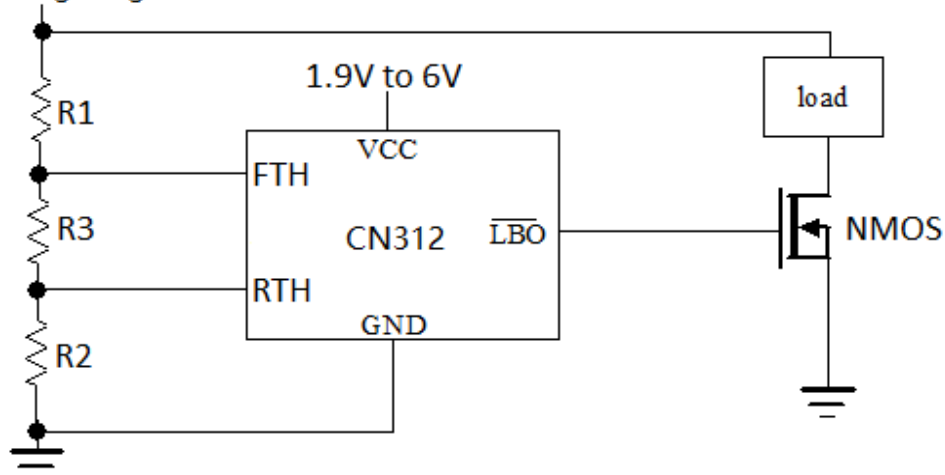 1.9V to 6V
load
R1
VCC
FTH
R3
CN312
LBO
NMOS
RTH
GND
R2